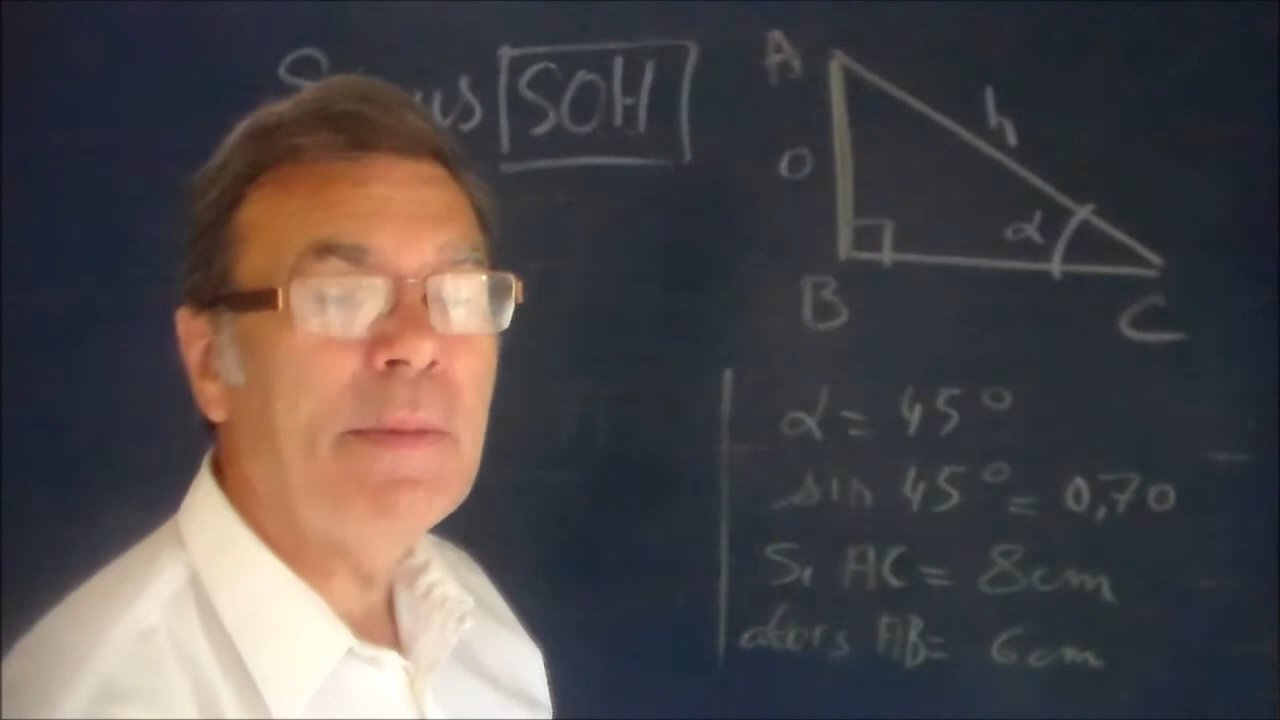 SOH
A
h
o
α
B
C
α = 45°
sin 45° = 0,70
Si AC = 8cm
alors AB = 6cm